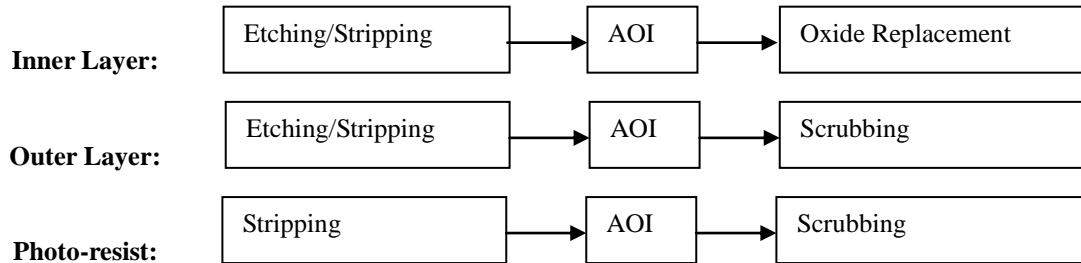 Inner Layer: Etching/Stripping AOI Oxide Replacement
Outer Layer: Etching/Stripping AOI Scrubbing
Photo-resist: Stripping AOI Scrubbing